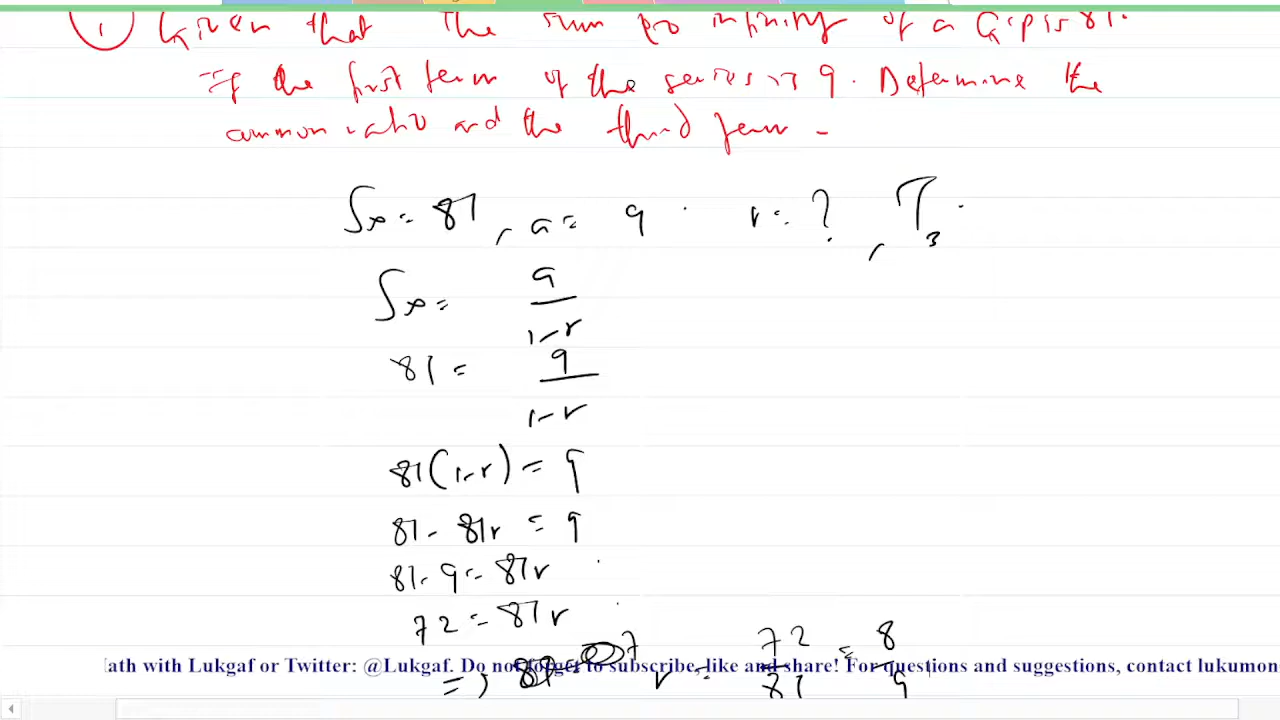 ① Given that the sum to infinity of a G.P is 81.
If the first term of the series is 9. Determine the
common ratio and the third term.
S∞ = 81, a = 9. r = ?, T₃.
S∞ = a/(1-r)
81 = 9/(1-r)
81(1-r) = 9
81 - 81r = 9
81 - 9 = 81r
72 = 81r
=> r = 72/81 = 8/9
ath with Lukgaf or Twitter: @Lukgaf. Do not forget to subscribe, like and share! For questions and suggestions, contact lukumon